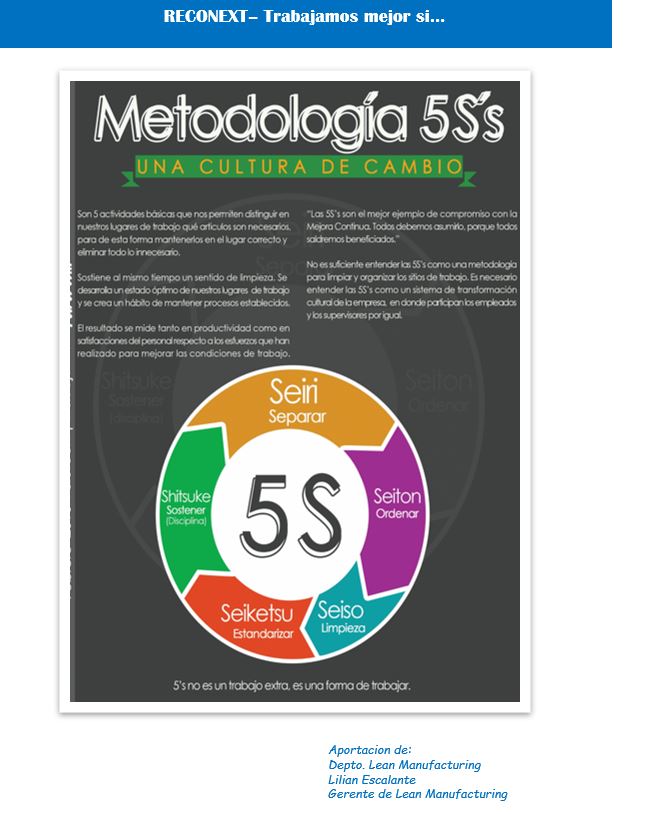 RECONEXT– Trabajamos mejor si...
Metodología 5S's
UNA CULTURA DE CAMBIO
Son 5 actividades básicas que nos permiten distinguir en
nuestros lugares de trabajo qué artículos son necesarios,
para de esta forma mantenerlos en el lugar correcto y
eliminar todo lo innecesario.
Sostiene al mismo tiempo un sentido de limpieza. Se
desarrolla un estado óptimo de nuestros lugares de trabajo
y se crea un hábito de mantener procesos establecidos.
El resultado se mide tanto en productividad como en
satisfacciones del personal respecto a los esfuerzos que han
realizado para mejorar las condiciones de trabajo.
"Las 5S's son el mejor ejemplo de compromiso con la
Mejora Continua. Todos debemos asumirlo, porque todos
saldremos beneficiados."
No es suficiente entender las 5S's como una metodología
para limpiar y organizar los sitios de trabajo. Es necesario
entender las 5S's como un sistema de transformación
cultural de la empresa, en donde participan los empleados
y los supervisores por igual.
Shitsuke
Sostener
(disciplina)
Seiton
Ordenar
Seiri
Separar
Seiton
Ordenar
Seiso
Limpieza
Seiketsu
Estandarizar
Shitsuke
Sostener
(Disciplina)
5S
5's no es un trabajo extra, es una forma de trabajar.
Aportacion de:
Depto. Lean Manufacturing
Lilian Escalante
Gerente de Lean Manufacturing